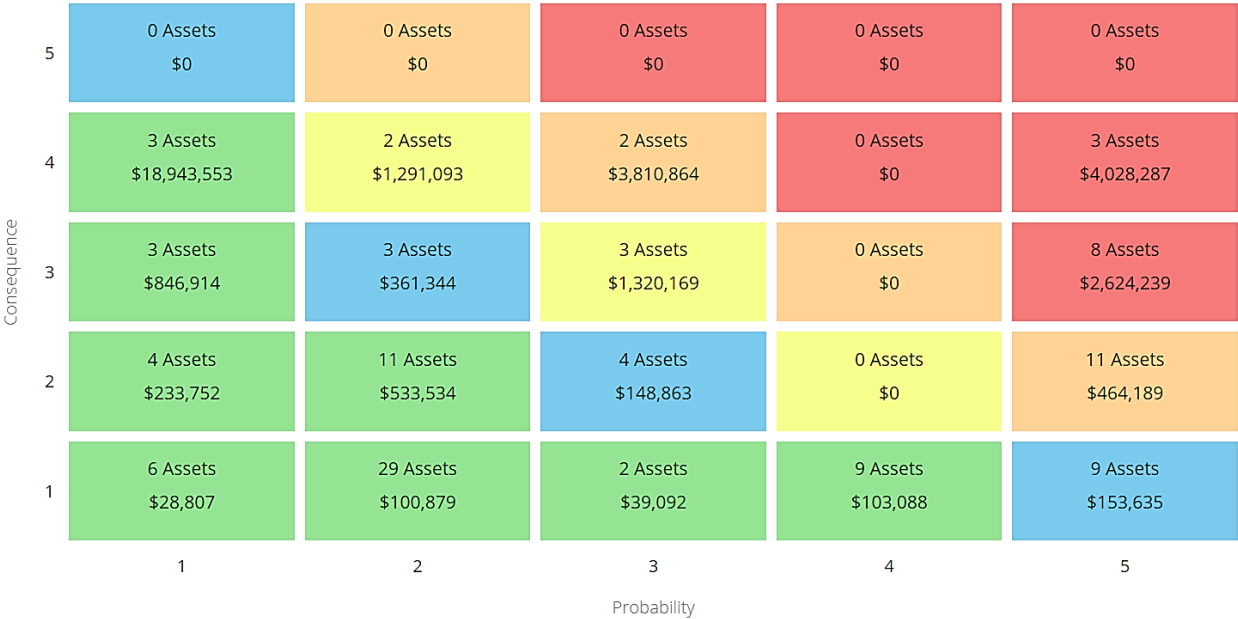 0 Assets 0 Assets 0 Assets 0 Assets 0 Assets
5
$0 $0 $0 $0 $0
3 Assets 2 Assets 2 Assets 0 Assets 3 Assets
4
$18,943,553 $1,291,093 $3,810,864 $0 $4,028,287
Consequence
3 Assets 3 Assets 3 Assets 0 Assets 8 Assets
3
$846,914 $361,344 $1,320,169 $0 $2,624,239
4 Assets 11 Assets 4 Assets 0 Assets 11 Assets
2
$233,752 $533,534 $148,863 $0 $464,189
6 Assets 29 Assets 2 Assets 9 Assets 9 Assets
1
$28,807 $100,879 $39,092 $103,088 $153,635
1 2 3 4 5
Probability